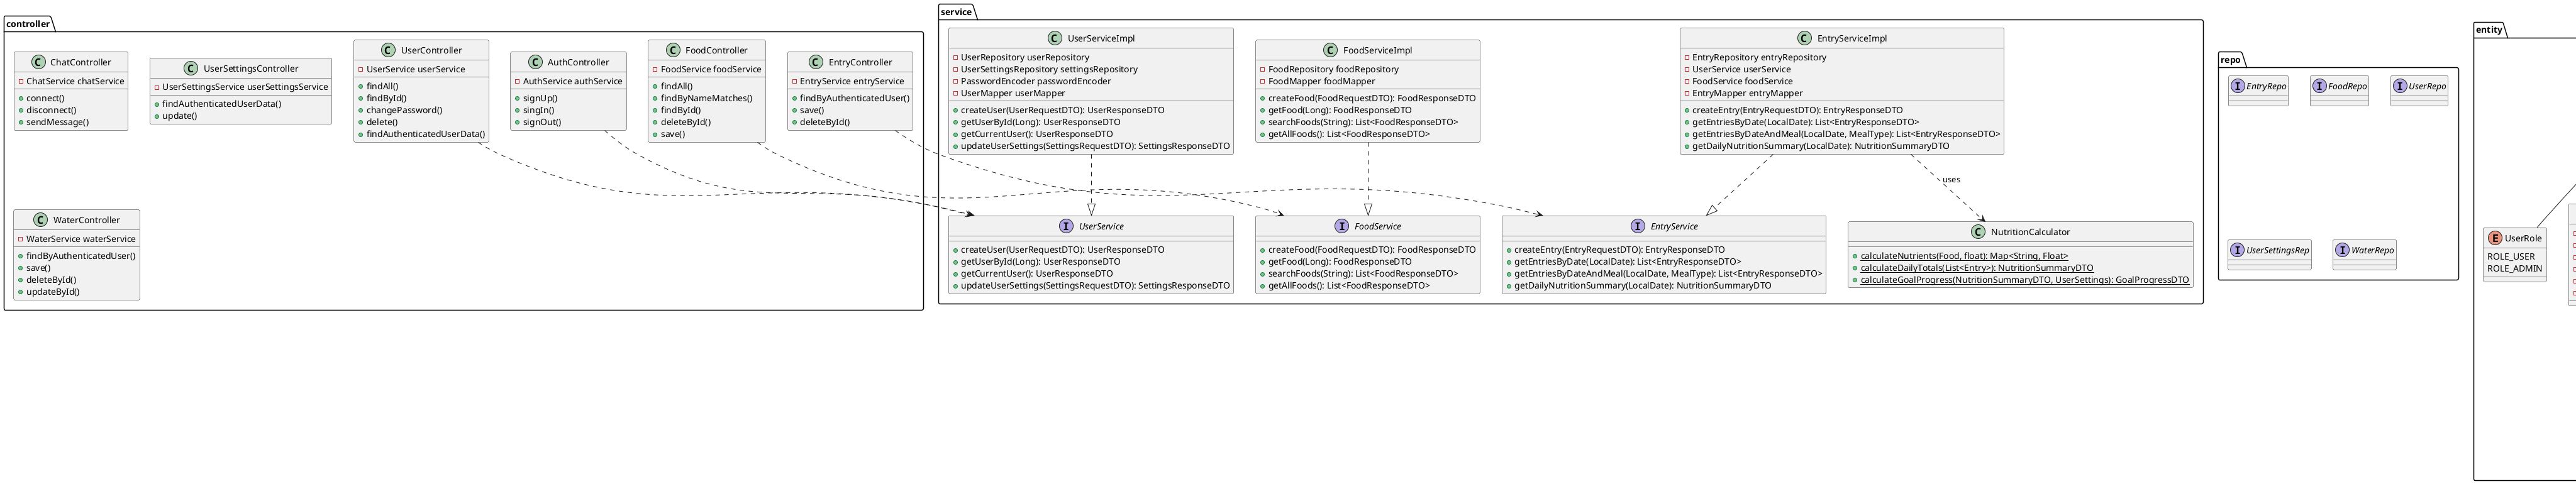 controller
ChatController
ChatService chatService
connect()
disconnect()
sendMessage()
UserSettingsController
UserSettingsService userSettingsService
findAuthenticatedUserData()
update()
UserController
UserService userService
findAll()
findById()
changePassword()
delete()
findAuthenticatedUserData()
AuthController
AuthService authService
signUp()
singIn()
signOut()
FoodController
FoodService foodService
findAll()
findByNameMatches()
findById()
deleteById()
save()
EntryController
EntryService entryService
findByAuthenticatedUser()
save()
deleteById()
WaterController
WaterService waterService
findByAuthenticatedUser()
save()
deleteById()
updateById()
service
UserServiceImpl
UserRepository userRepository
UserSettingsRepository settingsRepository
PasswordEncoder passwordEncoder
UserMapper userMapper
createUser(UserRequestDTO): UserResponseDTO
getUserById(Long): UserResponseDTO
getCurrentUser(): UserResponseDTO
updateUserSettings(SettingsRequestDTO): SettingsResponseDTO
FoodServiceImpl
FoodRepository foodRepository
FoodMapper foodMapper
createFood(FoodRequestDTO): FoodResponseDTO
getFood(Long): FoodResponseDTO
searchFoods(String): List<FoodResponseDTO>
getAllFoods(): List<FoodResponseDTO>
EntryServiceImpl
EntryRepository entryRepository
UserService userService
FoodService foodService
EntryMapper entryMapper
createEntry(EntryRequestDTO): EntryResponseDTO
getEntriesByDate(LocalDate): List<EntryResponseDTO>
getEntriesByDateAndMeal(LocalDate, MealType): List<EntryResponseDTO>
getDailyNutritionSummary(LocalDate): NutritionSummaryDTO
uses
UserService
createUser(UserRequestDTO): UserResponseDTO
getUserById(Long): UserResponseDTO
getCurrentUser(): UserResponseDTO
updateUserSettings(SettingsRequestDTO): SettingsResponseDTO
FoodService
createFood(FoodRequestDTO): FoodResponseDTO
getFood(Long): FoodResponseDTO
searchFoods(String): List<FoodResponseDTO>
getAllFoods(): List<FoodResponseDTO>
EntryService
createEntry(EntryRequestDTO): EntryResponseDTO
getEntriesByDate(LocalDate): List<EntryResponseDTO>
getEntriesByDateAndMeal(LocalDate, MealType): List<EntryResponseDTO>
getDailyNutritionSummary(LocalDate): NutritionSummaryDTO
NutritionCalculator
calculateNutrients(Food, float): Map<String, Float>
calculateDailyTotals(List<Entry>): NutritionSummaryDTO
calculateGoalProgress(NutritionSummaryDTO, UserSettings): GoalProgressDTO
repo
EntryRepo
FoodRepo
UserRepo
UserSettingsRep
WaterRepo
entity
UserRole
ROLE_USER
ROLE_ADMIN